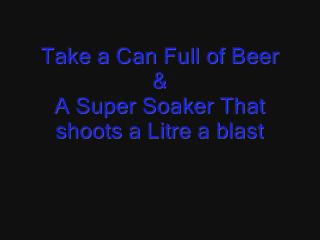 Take a Can Full of Beer
&
A Super Soaker That
shoots a Litre a blast